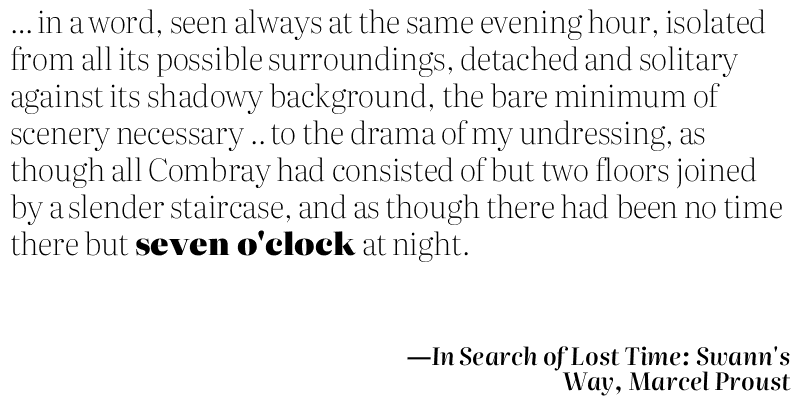 ... in a word, seen always at the same evening hour, isolated
from all its possible surroundings, detached and solitary
against its shadowy background, the bare minimum of
scenery necessary .. to the drama of my undressing, as
though all Combray had consisted of but two floors joined
by a slender staircase, and as though there had been no time
there but seven o'clock at night.
—In Search of Lost Time: Swann's
Way, Marcel Proust